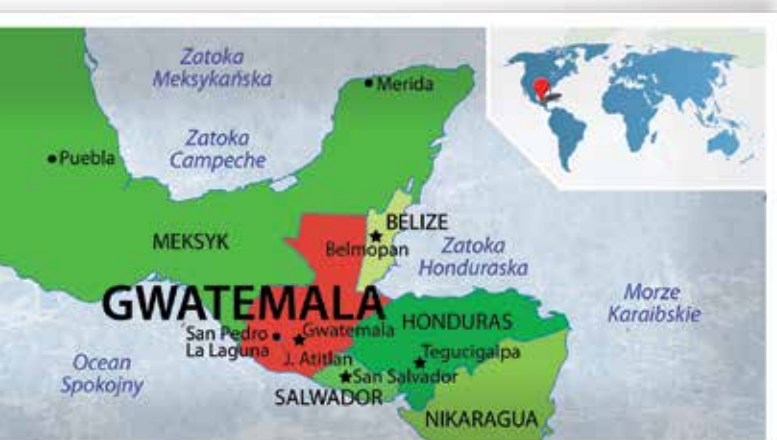 Zatoka
Meksykańska
Merida
Zatoka
Campeche
Puebla
MEKSYK
BELIZE
Belmopan
Zatoka
Honduraska
Morze
Karaibskie
GWATEMALA
San Pedro
La Laguna
Gwatemala
HONDURAS
J. Atitlan
Tegucigalpa
Ocean
Spokojny
San Salvador
SALWADOR
NIKARAGUA